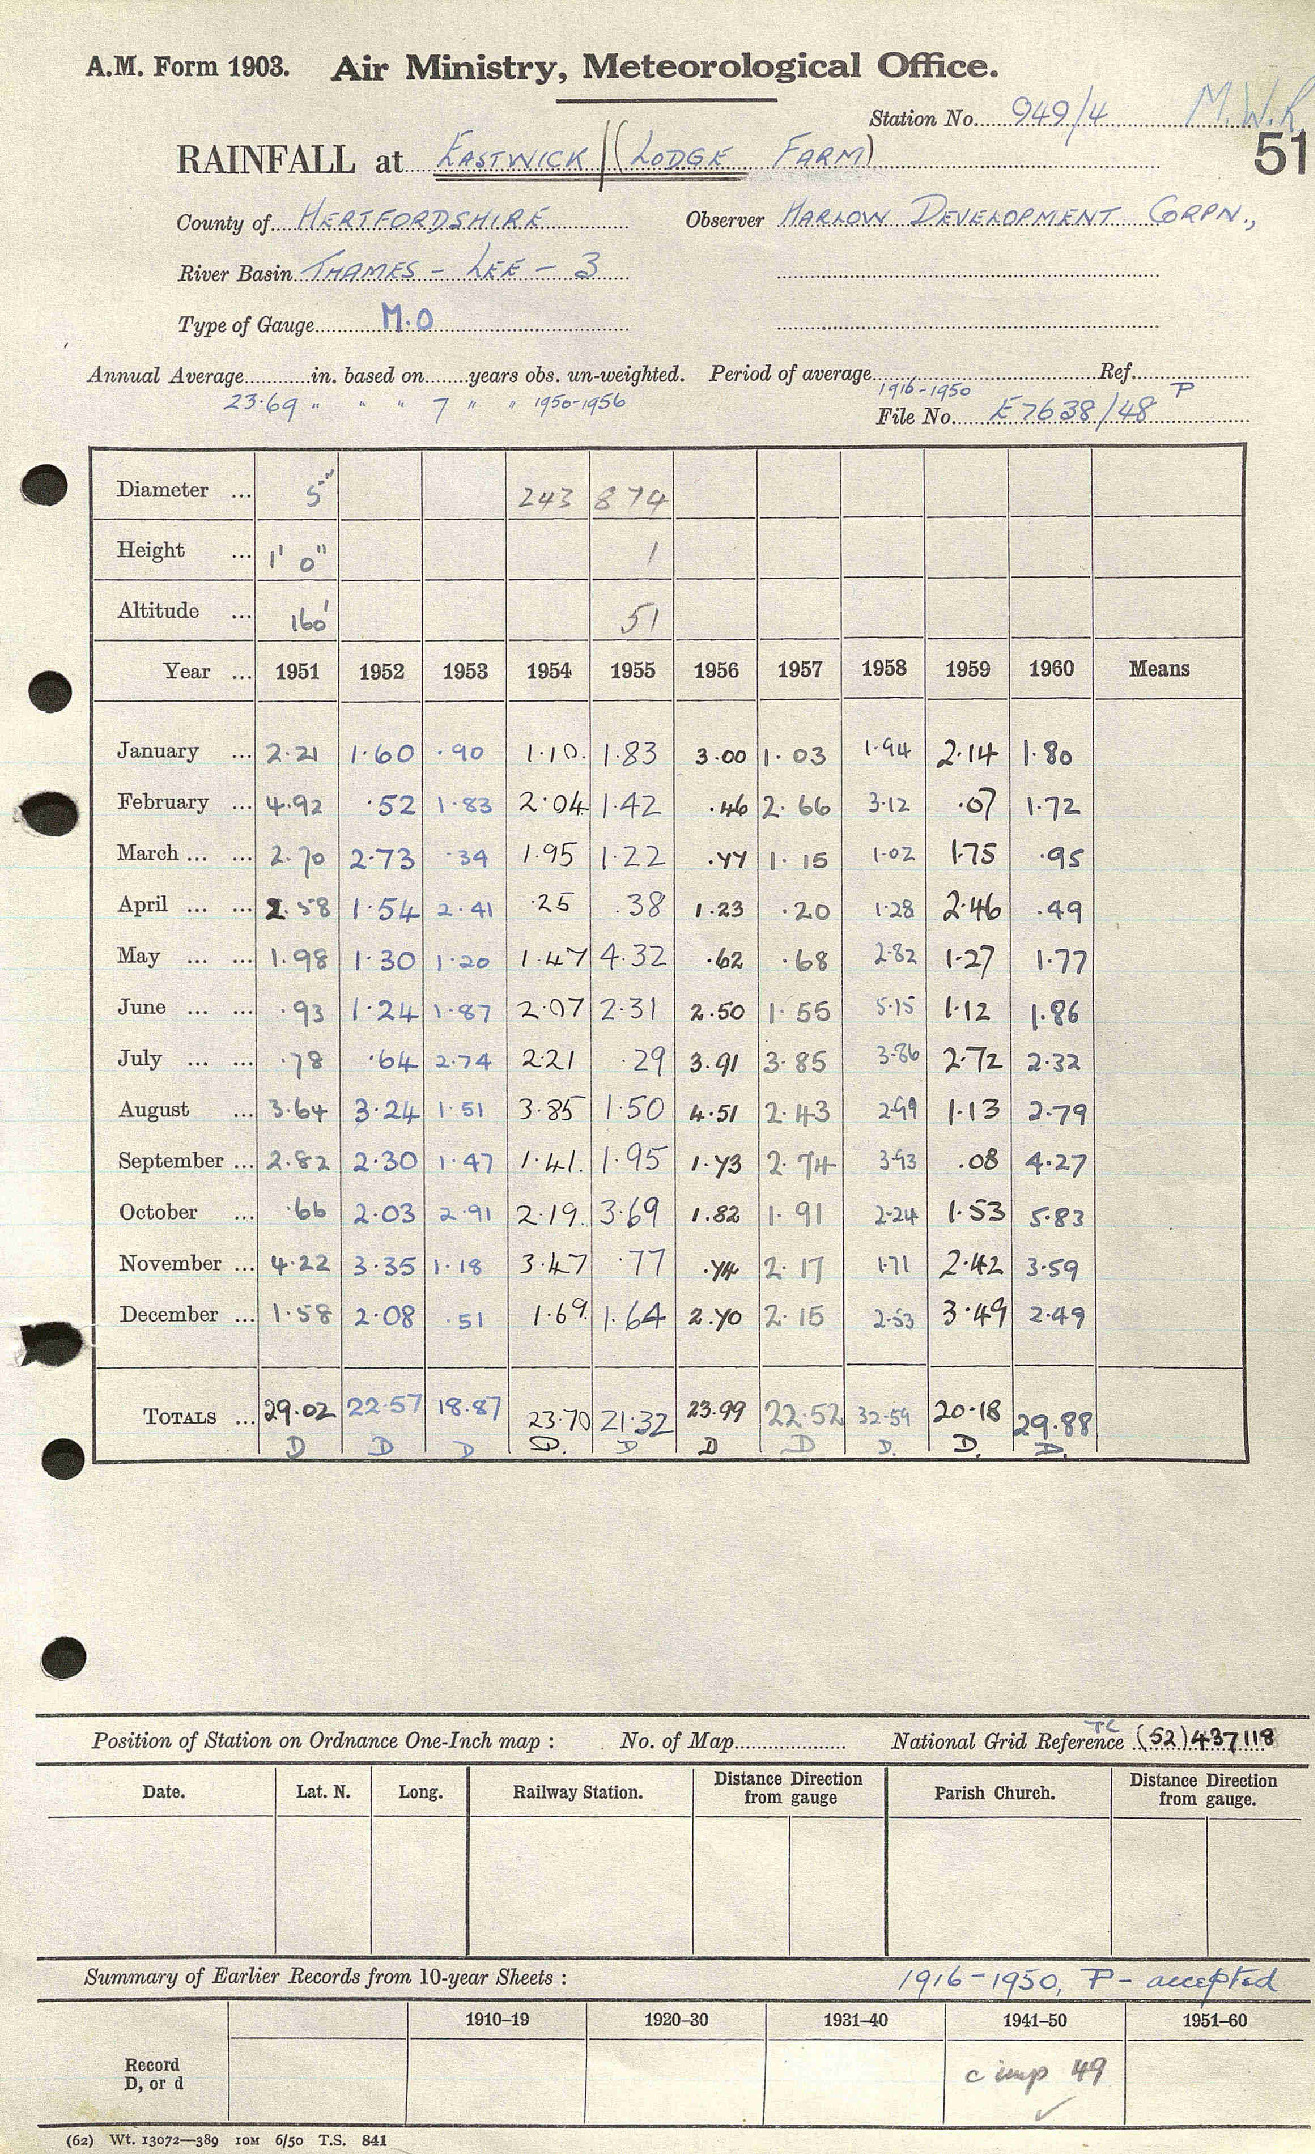 A.M. Form 1903. Air Ministry, Meteorological Office.
Station No. 949/4 M.W.R
51
RAINFALL at EASTWICK (LODGE FARM)
County of HERTFORDSHIRE Observer HARLOW DEVELOPMENT CORPN.,
River Basin THAMES - LEE - 3
Type of Gauge M.O
Annual Average in. based on years obs. un-weighted. Period of average Ref.
23.69 " " " 7 " " 1950-1956 1916-1950 P
File No. E7638/48
Diameter ... 5" 243 874
Height ... 1' 0" 1
Altitude ... 160' 51
Year ... 1951 1952 1953 1954 1955 1956 1957 1958 1959 1960 Means
January ... 2.21 1.60 .90 1.10 1.83 3.00 1.03 1.94 2.14 1.80
February ... 4.92 .52 1.83 2.04 1.42 .46 2.66 3.12 .07 1.72
March ... ... 2.70 2.73 .34 1.95 1.22 .77 1.15 1.02 1.75 .95
April ... ... 2.58 1.54 2.41 .25 .38 1.23 .20 1.28 2.46 .49
May ... ... 1.98 1.30 1.20 1.47 4.32 .62 .68 2.82 1.27 1.77
June ... ... .93 1.24 1.87 2.07 2.31 2.50 1.55 5.15 1.12 1.86
July ... ... .78 .64 2.74 2.21 .29 3.91 3.85 3.86 2.72 2.32
August ... 3.64 3.24 1.51 3.85 1.50 4.51 2.43 2.99 1.13 2.79
September ... 2.82 2.30 1.47 1.41 1.95 1.73 2.74 3.93 .08 4.27
October ... .66 2.03 2.91 2.19 3.69 1.82 1.91 2.24 1.53 5.83
November ... 4.22 3.35 1.18 3.47 .77 .74 2.17 1.71 2.42 3.59
December ... 1.58 2.08 .51 1.69 1.64 2.70 2.15 2.53 3.49 2.49
TOTALS ... 29.02 22.57 18.87 23.70 21.32 23.99 22.52 32.59 20.18 29.88
D D D D. D D D D. D. D.
Position of Station on Ordnance One-Inch map : No. of Map National Grid Reference TL (52)437118
Date. Lat. N. Long. Railway Station. Distance Direction from gauge Parish Church. Distance Direction from gauge.
Summary of Earlier Records from 10-year Sheets : 1916-1950, P - accepted
1910–19 1920–30 1931–40 1941–50 1951–60
Record
D, or d
c imp 49 ✓
(62) Wt. 13072—389 10M 6/50 T.S. 841